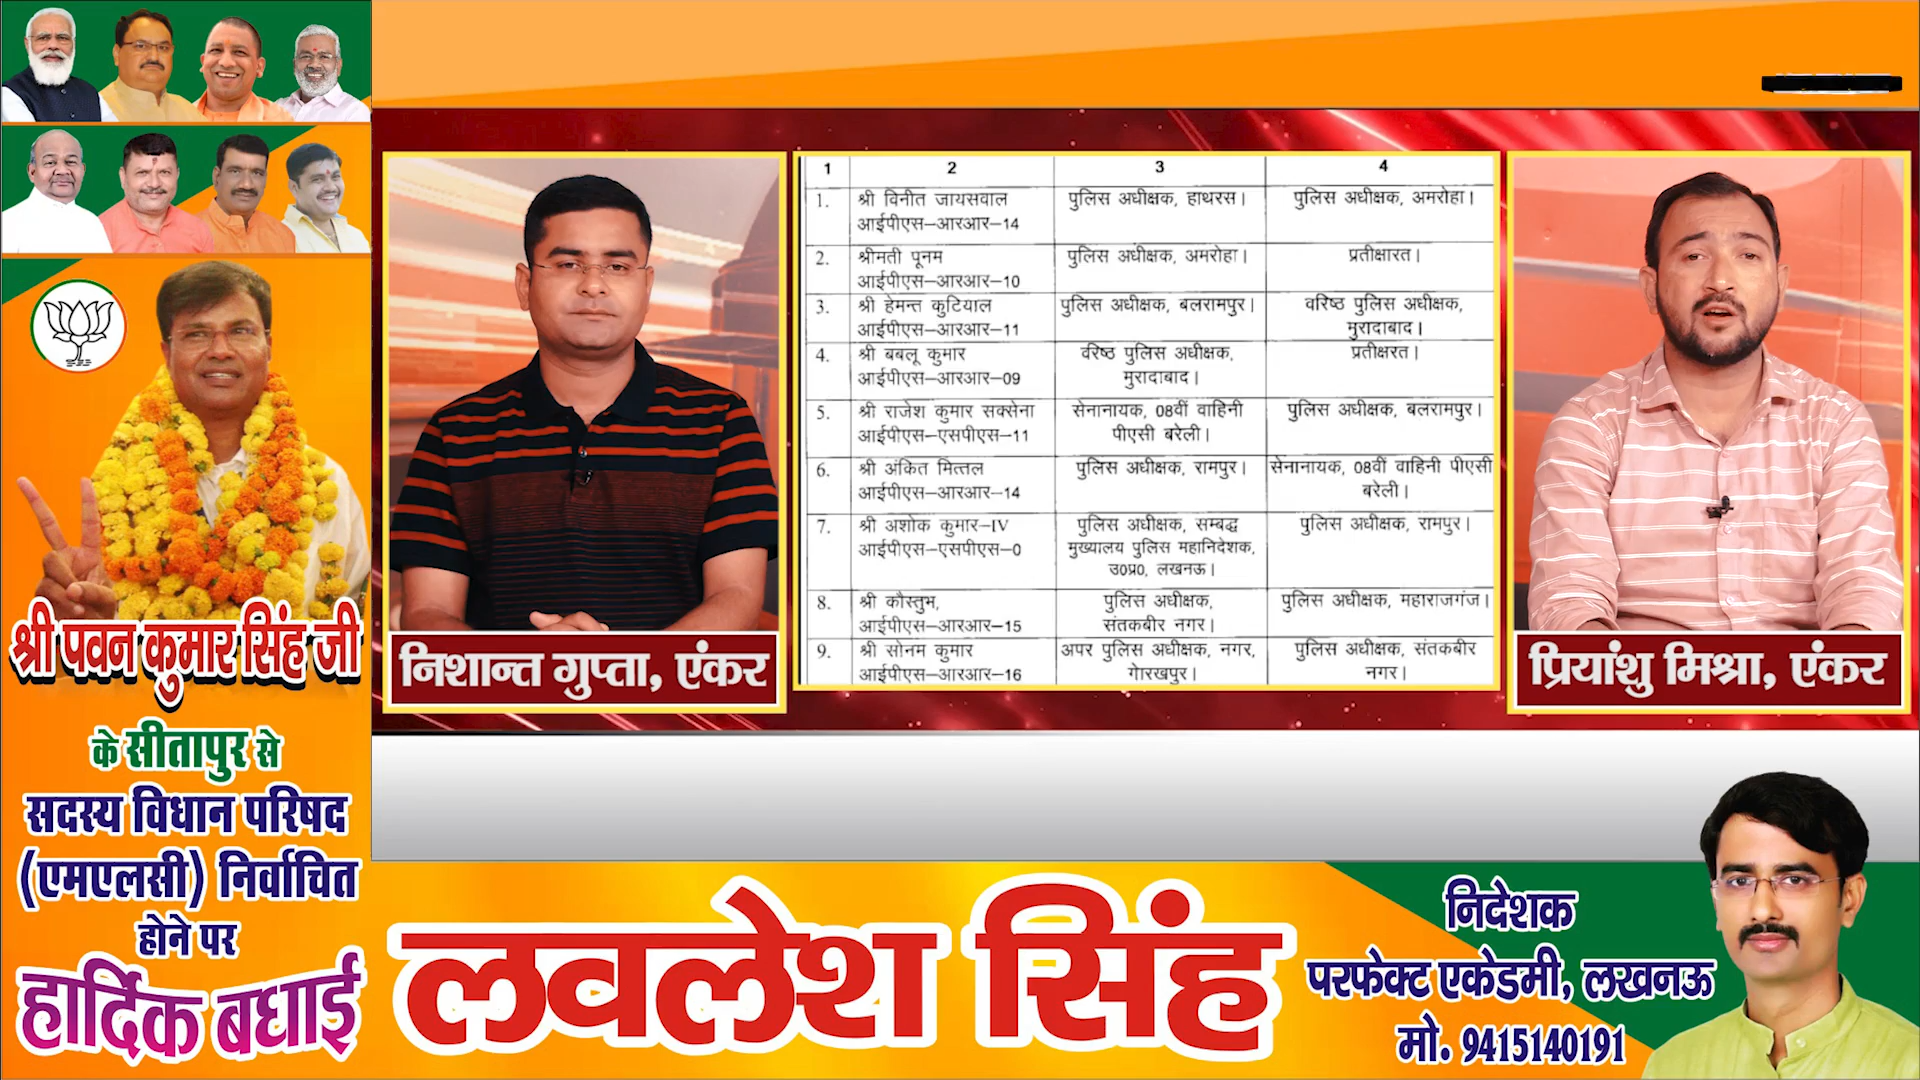 श्री पवन कुमार सिंह जी
के सीतापुर से
सदस्य विधान परिषद
(एमएलसी) निर्वाचित
होने पर
हार्दिक बधाई
निशान्त गुप्ता, एंकर
1 2 3 4
1. श्री विनीत जायसवाल पुलिस अधीक्षक, हाथरस। पुलिस अधीक्षक, अमरोहा।
आईपीएस–आरआर–14
2. श्रीमती पूनम पुलिस अधीक्षक, अमरोहा। प्रतीक्षारत।
आईपीएस–आरआर–10
3. श्री हेमन्त कुटियाल पुलिस अधीक्षक, बलरामपुर। वरिष्ठ पुलिस अधीक्षक,
आईपीएस–आरआर–11 मुरादाबाद।
4. श्री बबलू कुमार वरिष्ठ पुलिस अधीक्षक, प्रतीक्षरत।
आईपीएस–आरआर–09 मुरादाबाद।
5. श्री राजेश कुमार सक्सेना सेनानायक, 08वीं वाहिनी पुलिस अधीक्षक, बलरामपुर।
आईपीएस–एसपीएस–11 पीएसी बरेली।
6. श्री अंकित मित्तल पुलिस अधीक्षक, रामपुर। सेनानायक, 08वीं वाहिनी पीएसी
आईपीएस–आरआर–14 बरेली।
7. श्री अशोक कुमार–IV पुलिस अधीक्षक, सम्बद्ध पुलिस अधीक्षक, रामपुर।
आईपीएस–एसपीएस–0 मुख्यालय पुलिस महानिदेशक,
उ0प्र0, लखनऊ।
8. श्री कौस्तुभ, पुलिस अधीक्षक, पुलिस अधीक्षक, महाराजगंज।
आईपीएस–आरआर–15 संतकबीर नगर।
9. श्री सोनम कुमार अपर पुलिस अधीक्षक, नगर, पुलिस अधीक्षक, संतकबीर
आईपीएस–आरआर–16 गोरखपुर। नगर।
प्रियांशु मिश्रा, एंकर
लवलेश सिंह
निदेशक
परफेक्ट एकेडमी, लखनऊ
मो. 9415140191